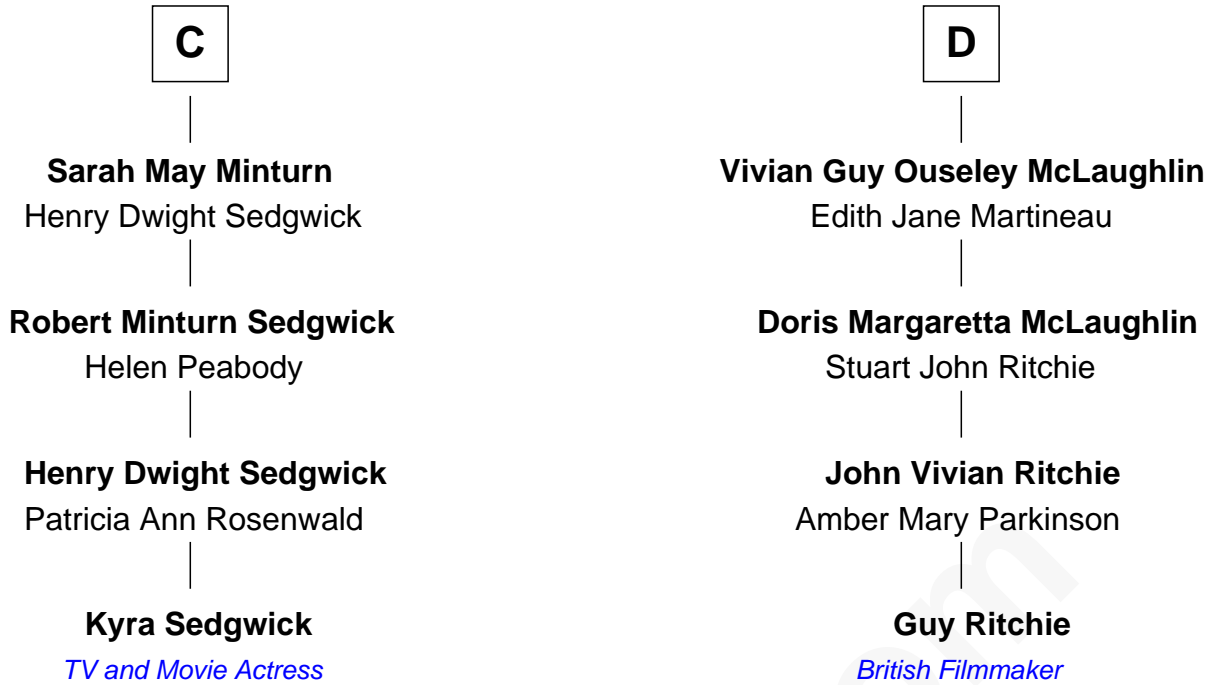 C
D
Sarah May Minturn
Henry Dwight Sedgwick
Vivian Guy Ouseley McLaughlin
Edith Jane Martineau
Robert Minturn Sedgwick
Helen Peabody
Doris Margaretta McLaughlin
Stuart John Ritchie
Henry Dwight Sedgwick
Patricia Ann Rosenwald
John Vivian Ritchie
Amber Mary Parkinson
Kyra Sedgwick
TV and Movie Actress
Guy Ritchie
British Filmmaker